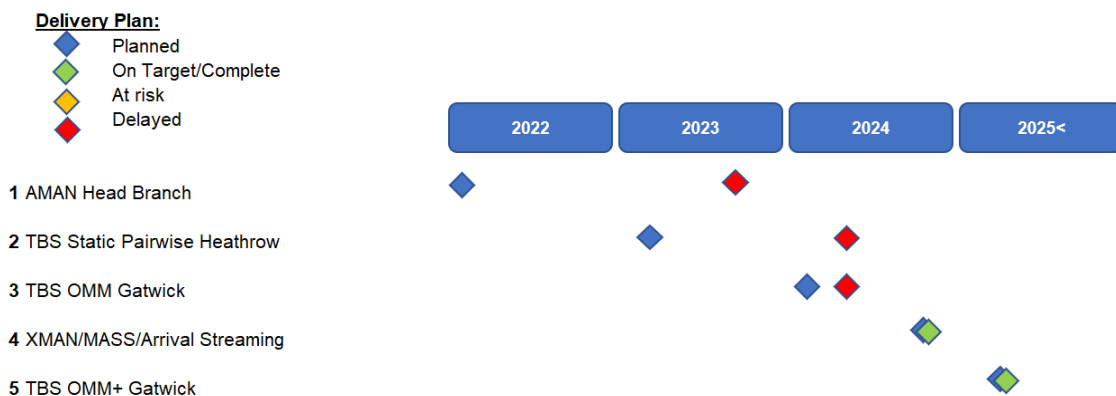 Delivery Plan:
Planned
On Target/Complete
At risk
Delayed
2022 2023 2024 2025<
1 AMAN Head Branch
2 TBS Static Pairwise Heathrow
3 TBS OMM Gatwick
4 XMAN/MASS/Arrival Streaming
5 TBS OMM+ Gatwick